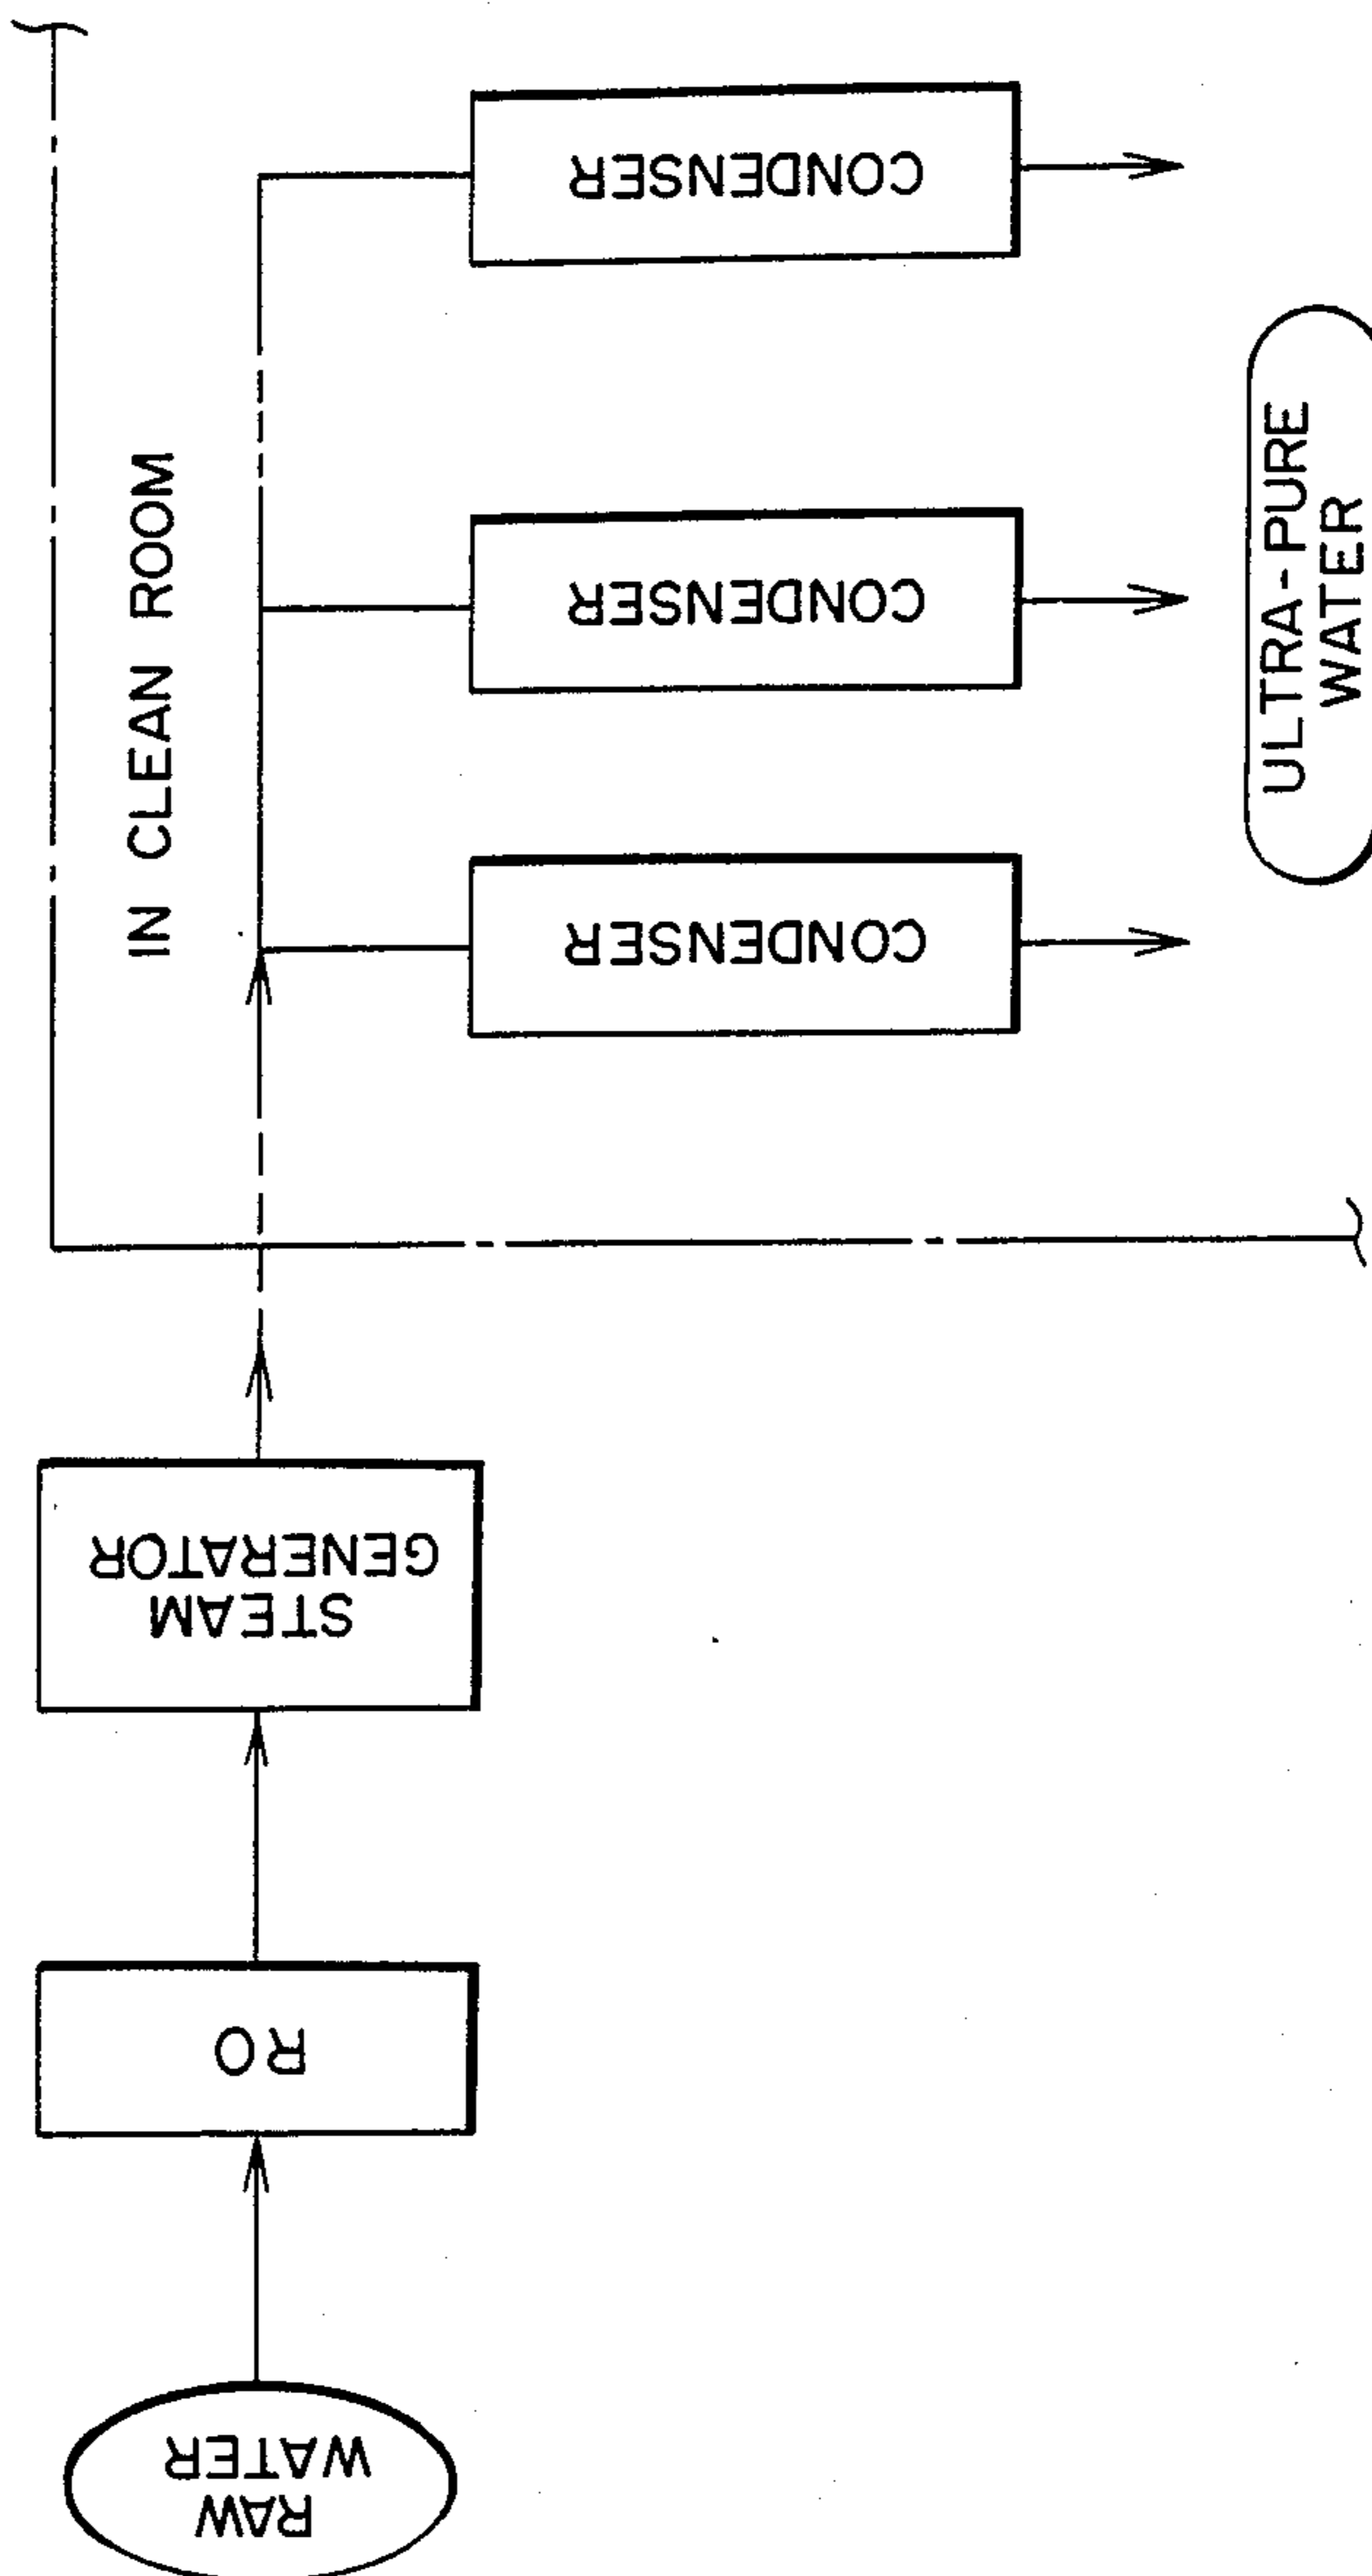 RAW
WATER
RO
STEAM
GENERATOR
IN CLEAN ROOM
CONDENSER
CONDENSER
CONDENSER
ULTRA-PURE
WATER